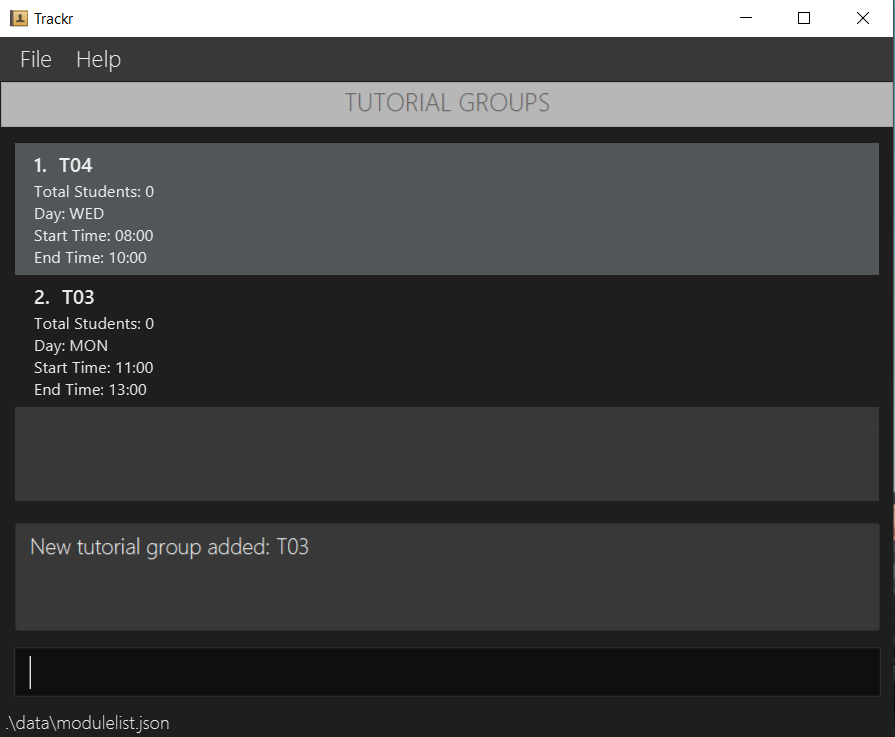 Trackr
File Help
TUTORIAL GROUPS
1. T04
Total Students: 0
Day: WED
Start Time: 08:00
End Time: 10:00
2. T03
Total Students: 0
Day: MON
Start Time: 11:00
End Time: 13:00
New tutorial group added: T03
.\data\modulelist.json